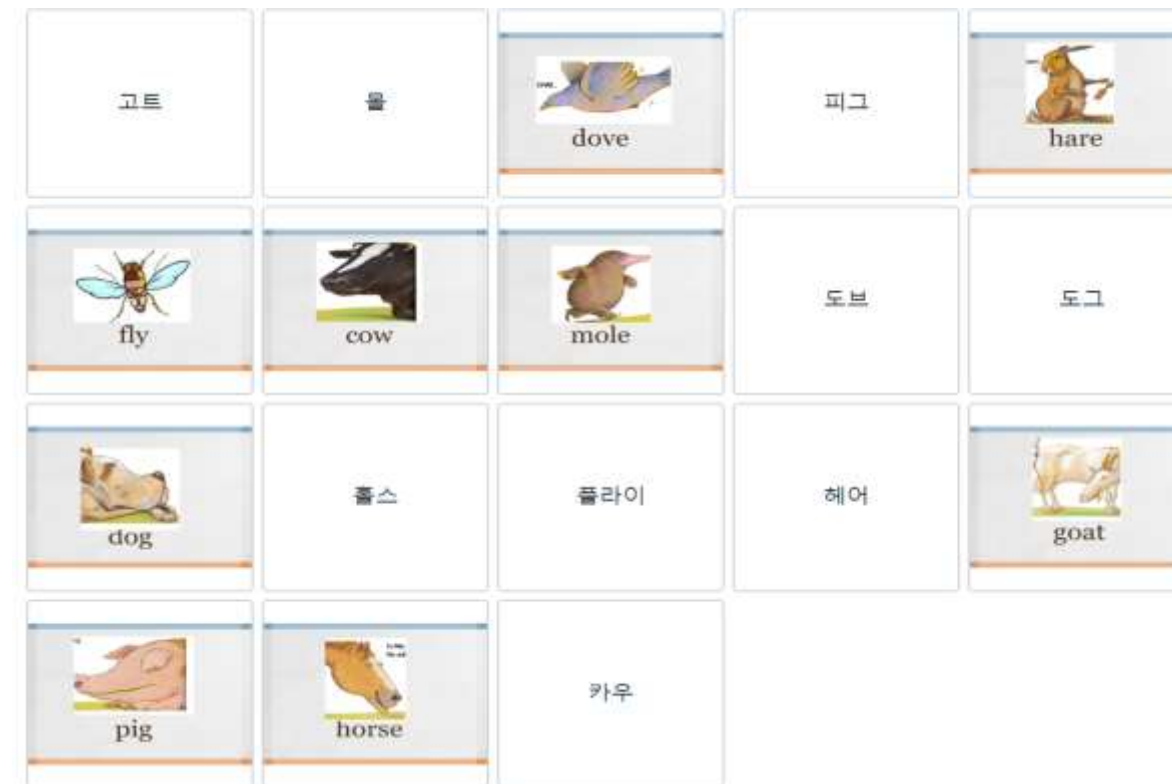 고트
몰
dove
피그
hare
fly
cow
mole
도브
도그
dog
홀스
플라이
헤어
goat
pig
horse
카우